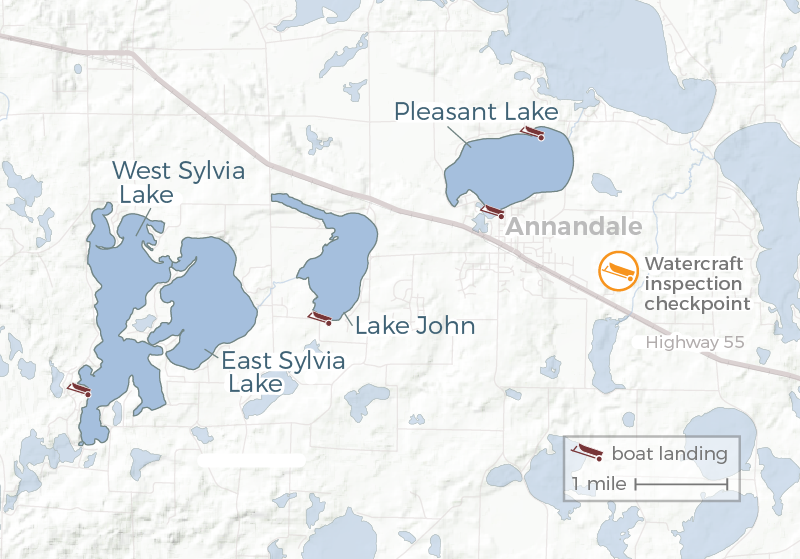 Pleasant Lake
West Sylvia
Lake
Annandale
Watercraft
inspection
checkpoint
Lake John
Highway 55
East Sylvia
Lake
boat landing
1 mile